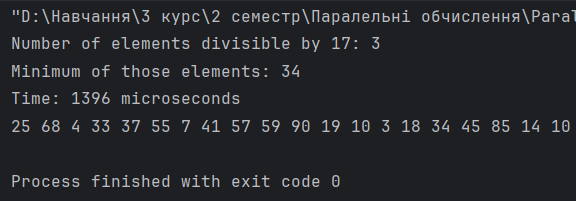 "D:\Навчання\3 курс\2 семестр\Паралельні обчислення\Paral
Number of elements divisible by 17: 3
Minimum of those elements: 34
Time: 1396 microseconds
25 68 4 33 37 55 7 41 57 59 90 19 10 3 18 34 45 85 14 10
Process finished with exit code 0